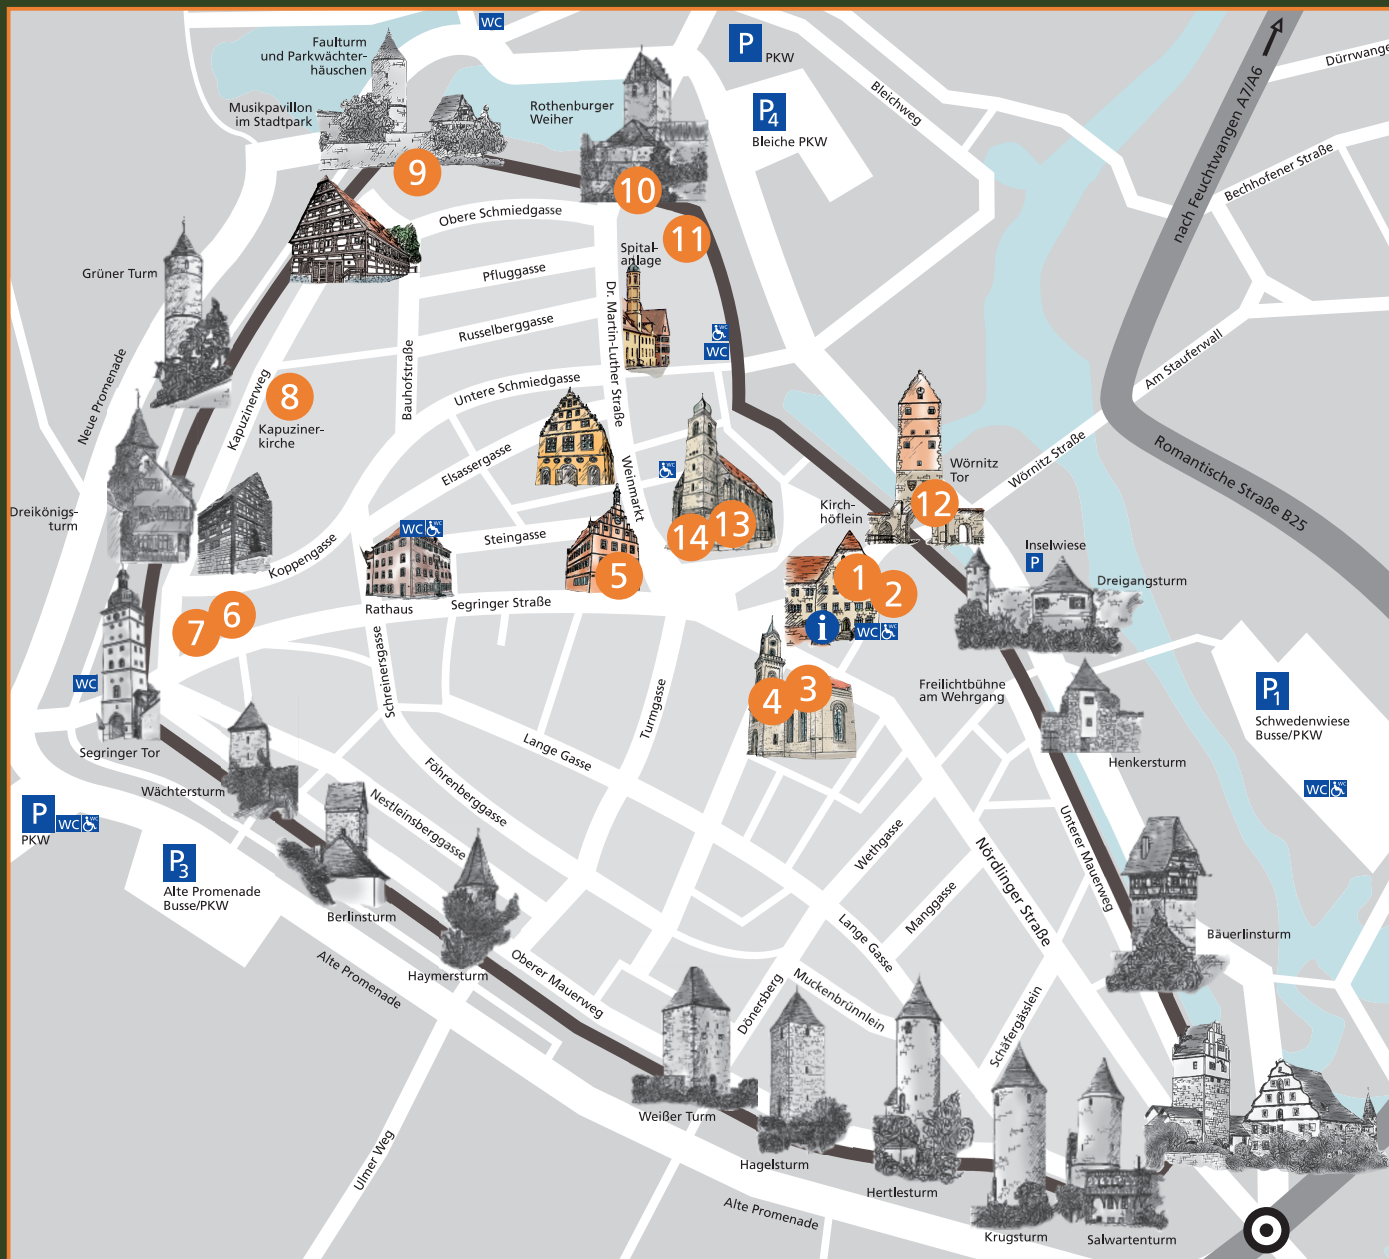 WC
Faulturm
und Parkwächter-
häuschen
Musikpavillon
im Stadtpark
Rothenburger
Weiher
P
PKW
P4
Bleiche PKW
Bleichweg
nach Feuchtwangen A7/A6
Dürrwange
Bechhofener Straße
9
10
11
Obere Schmiedgasse
Spital-
anlage
Grüner Turm
Pfluggasse
Russelberggasse
Dr. Martin-Luther Straße
WC
WC
Am Stauferwall
Neue Promenade
Kapuzinerweg
8
Kapuziner-
kirche
Bauhofstraße
Untere Schmiedgasse
Elsassergasse
Weinmarkt
WC
Wörnitz
Tor
Wörnitz Straße
Romantische Straße B25
12
Kirch-
höflein
13
14
Dreikönigs-
turm
Koppengasse
WC
WC
Steingasse
5
Rathaus
Segringer Straße
1
2
i
WC
WC
Inselwiese
P
Dreigangsturm
6
7
Schreinersgasse
Turmgasse
3
4
Freilichtbühne
am Wehrgang
P1
Schwedenwiese
Busse/PKW
WC
WC
WC
Segringer Tor
Lange Gasse
Henkersturm
Wächtersturm
Föhrenberggasse
Nestleinsberggasse
P
PKW
WC
WC
P3
Alte Promenade
Busse/PKW
Berlinsturm
Haymersturm
Wethgasse
Manggasse
Nördlinger Straße
Unterer Mauerweg
Bäuerlinsturm
Lange Gasse
Alte Promenade
Oberer Mauerweg
Dönersberg
Muckenbrünnlein
Schäfergässlein
Weißer Turm
Ulmer Weg
Hagelsturm
Hertlesturm
Alte Promenade
Krugsturm
Salwartenturm